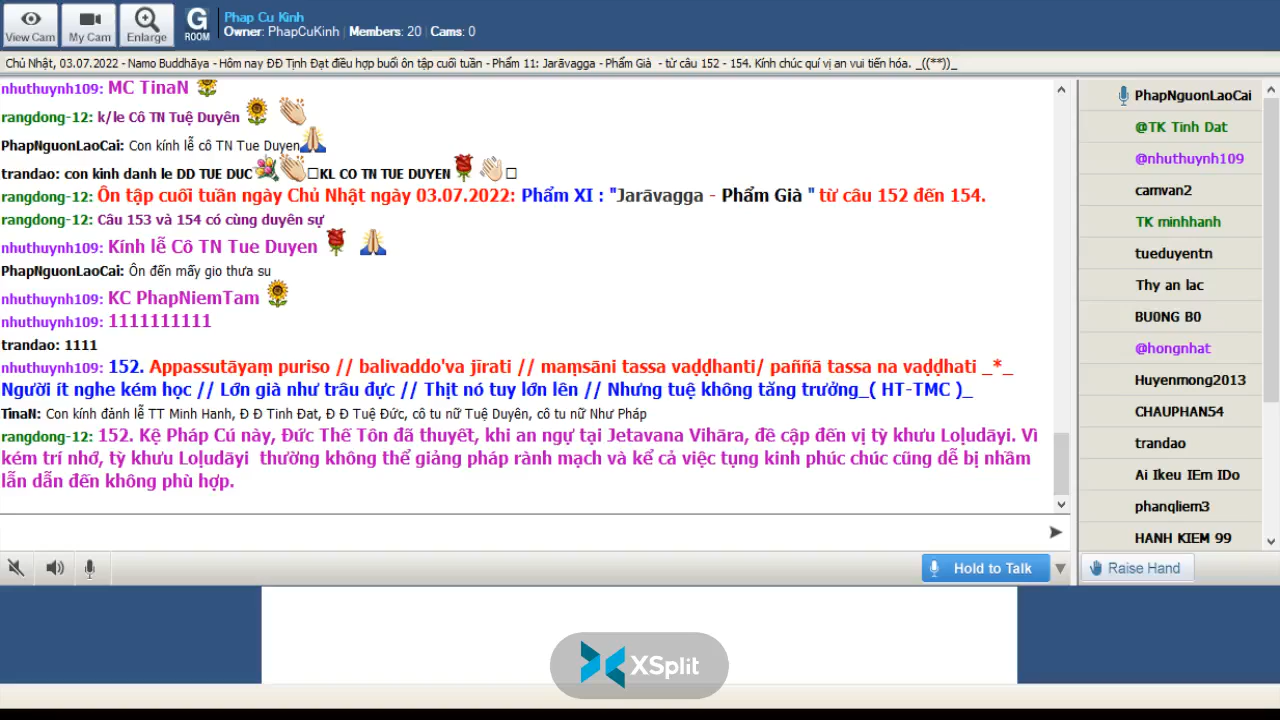 View Cam
My Cam
Enlarge
G
ROOM
Phap Cu Kinh
Owner: PhapCuKinh | Members: 20 | Cams: 0
Chủ Nhật, 03.07.2022 - Namo Buddhāya - Hôm nay ĐĐ Tịnh Đạt điều hợp buổi ôn tập cuối tuần - Phẩm 11: Jarāvagga - Phẩm Già - từ câu 152 - 154. Kính chúc quí vị an vui tiến hóa. _((**))_
nhuthuynh109: MC TinaN
rangdong-12: k/le Cô TN Tuệ Duyên
PhapNguonLaoCai: Con kính lễ cô TN Tue Duyen
trandao: con kinh danh le DD TUE DUC □KL CO TN TUE DUYEN □
rangdong-12: Ôn tập cuối tuần ngày Chủ Nhật ngày 03.07.2022: Phẩm XI : "Jarāvagga - Phẩm Già " từ câu 152 đến 154.
rangdong-12: Câu 153 và 154 có cùng duyên sự
nhuthuynh109: Kính lễ Cô TN Tue Duyen
PhapNguonLaoCai: Ôn đến mấy gio thưa su
nhuthuynh109: KC PhapNiemTam
nhuthuynh109: 1111111111
trandao: 1111
nhuthuynh109: 152. Appassutāyaṃ puriso // balivaddo'va jīrati // maṃsāni tassa vaḍḍhanti/ paññā tassa na vaḍḍhati _*_
Người ít nghe kém học // Lớn già như trâu đực // Thịt nó tuy lớn lên // Nhưng tuệ không tăng trưởng_( HT-TMC )_
TinaN: Con kính đảnh lễ TT Minh Hanh, Đ Đ Tinh Đat, Đ Đ Tuệ Đức, cô tu nữ Tuệ Duyên, cô tu nữ Như Pháp
rangdong-12: 152. Kệ Pháp Cú này, Đức Thế Tôn đã thuyết, khi an ngự tại Jetavana Vihāra, đề cập đến vị tỳ khưu Loḷudāyi. Vì
kém trí nhớ, tỳ khưu Loḷudāyi thường không thể giảng pháp rành mạch và kể cả việc tụng kinh phúc chúc cũng dễ bị nhầm
lẫn dẫn đến không phù hợp.
PhapNguonLaoCai
@TK Tinh Dat
@nhuthuynh109
camvan2
TK minhhanh
tueduyentn
Thy an lac
BU0NG B0
@hongnhat
Huyenmong2013
CHAUPHAN54
trandao
Ai Ikeu IEm IDo
phanqliem3
HANH KIEM 99
Hold to Talk
Raise Hand
XSplit